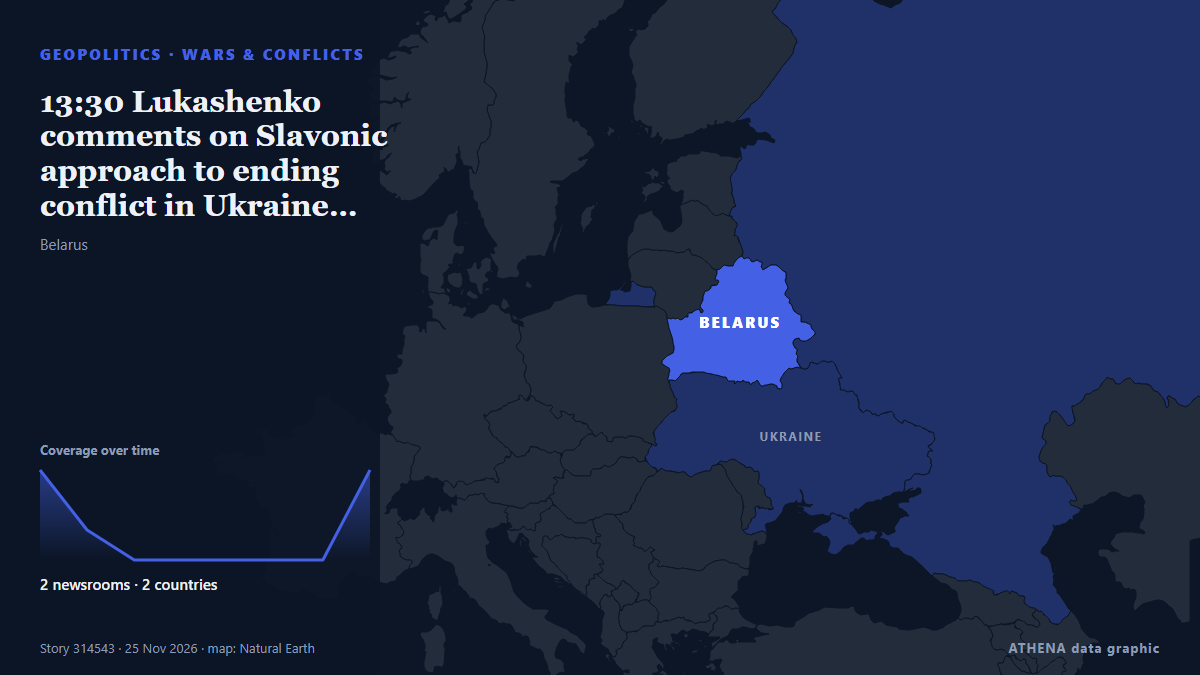 GEOPOLITICS · WARS & CONFLICTS
13:30 Lukashenko
comments on Slavonic
approach to ending
conflict in Ukraine...
Belarus
BELARUS
UKRAINE
Coverage over time
2 newsrooms · 2 countries
Story 314543 · 25 Nov 2026 · map: Natural Earth
ATHENA data graphic